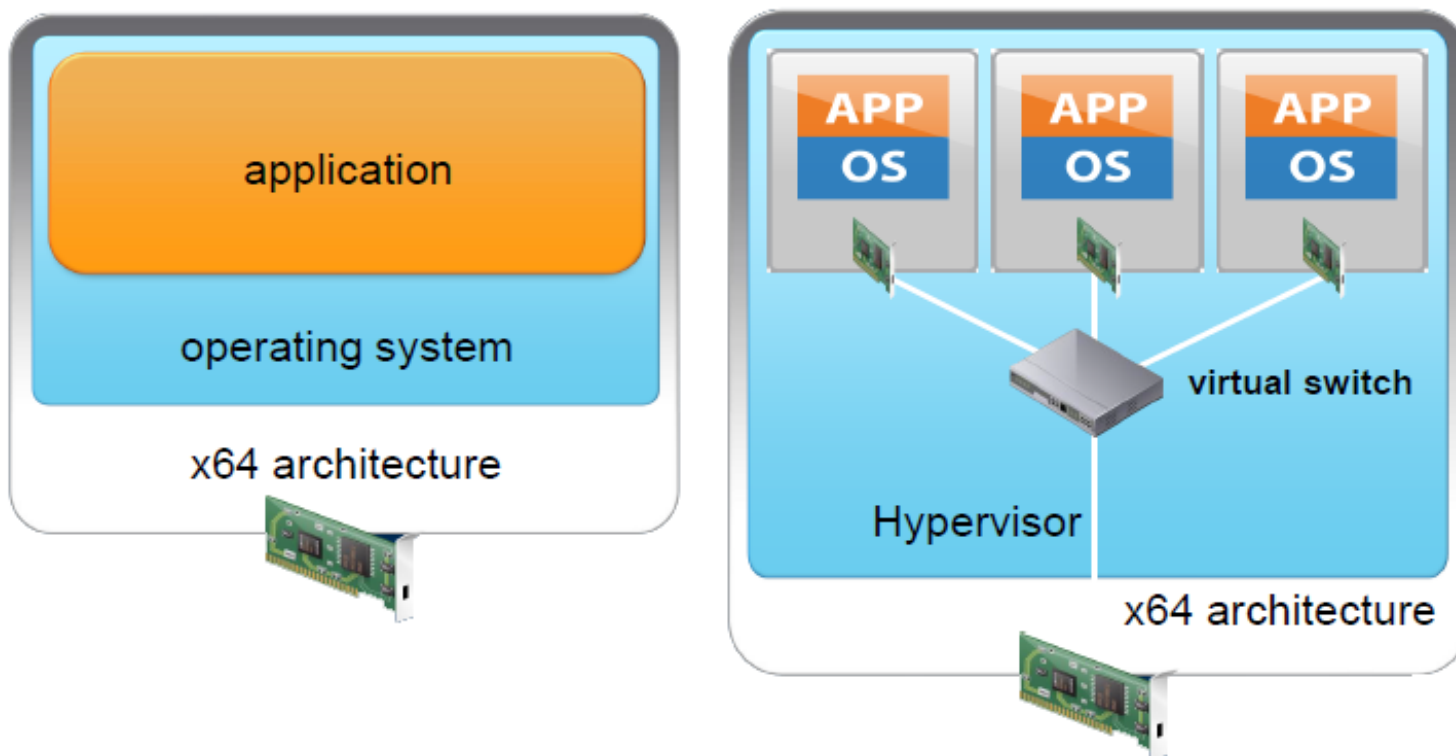 application
operating system
x64 architecture
APP
OS
APP
OS
APP
OS
virtual switch
Hypervisor
x64 architecture